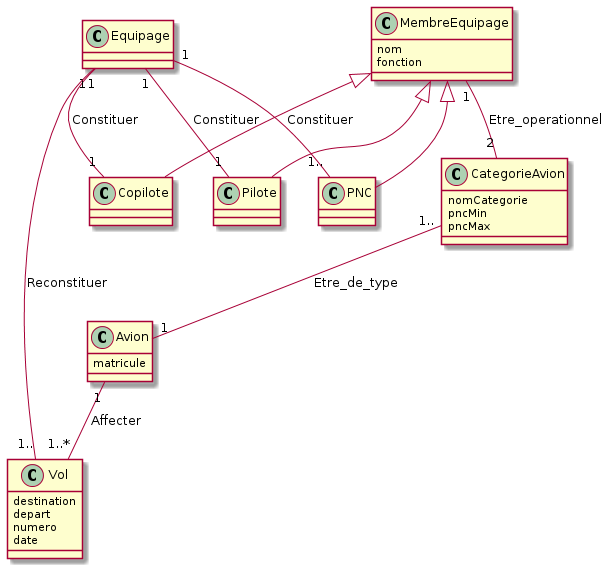 C Equipage
C MembreEquipage
nom
fonction
1
1 1
1
1
Constituer
Constituer
Constituer
Etre_operationnel
1
1
1..
2
C Copilote
C Pilote
C PNC
C CategorieAvion
nomCategorie
pncMin
pncMax
1..
Reconstituer
Etre_de_type
1
C Avion
matricule
1
Affecter
1..
1..*
C Vol
destination
depart
numero
date